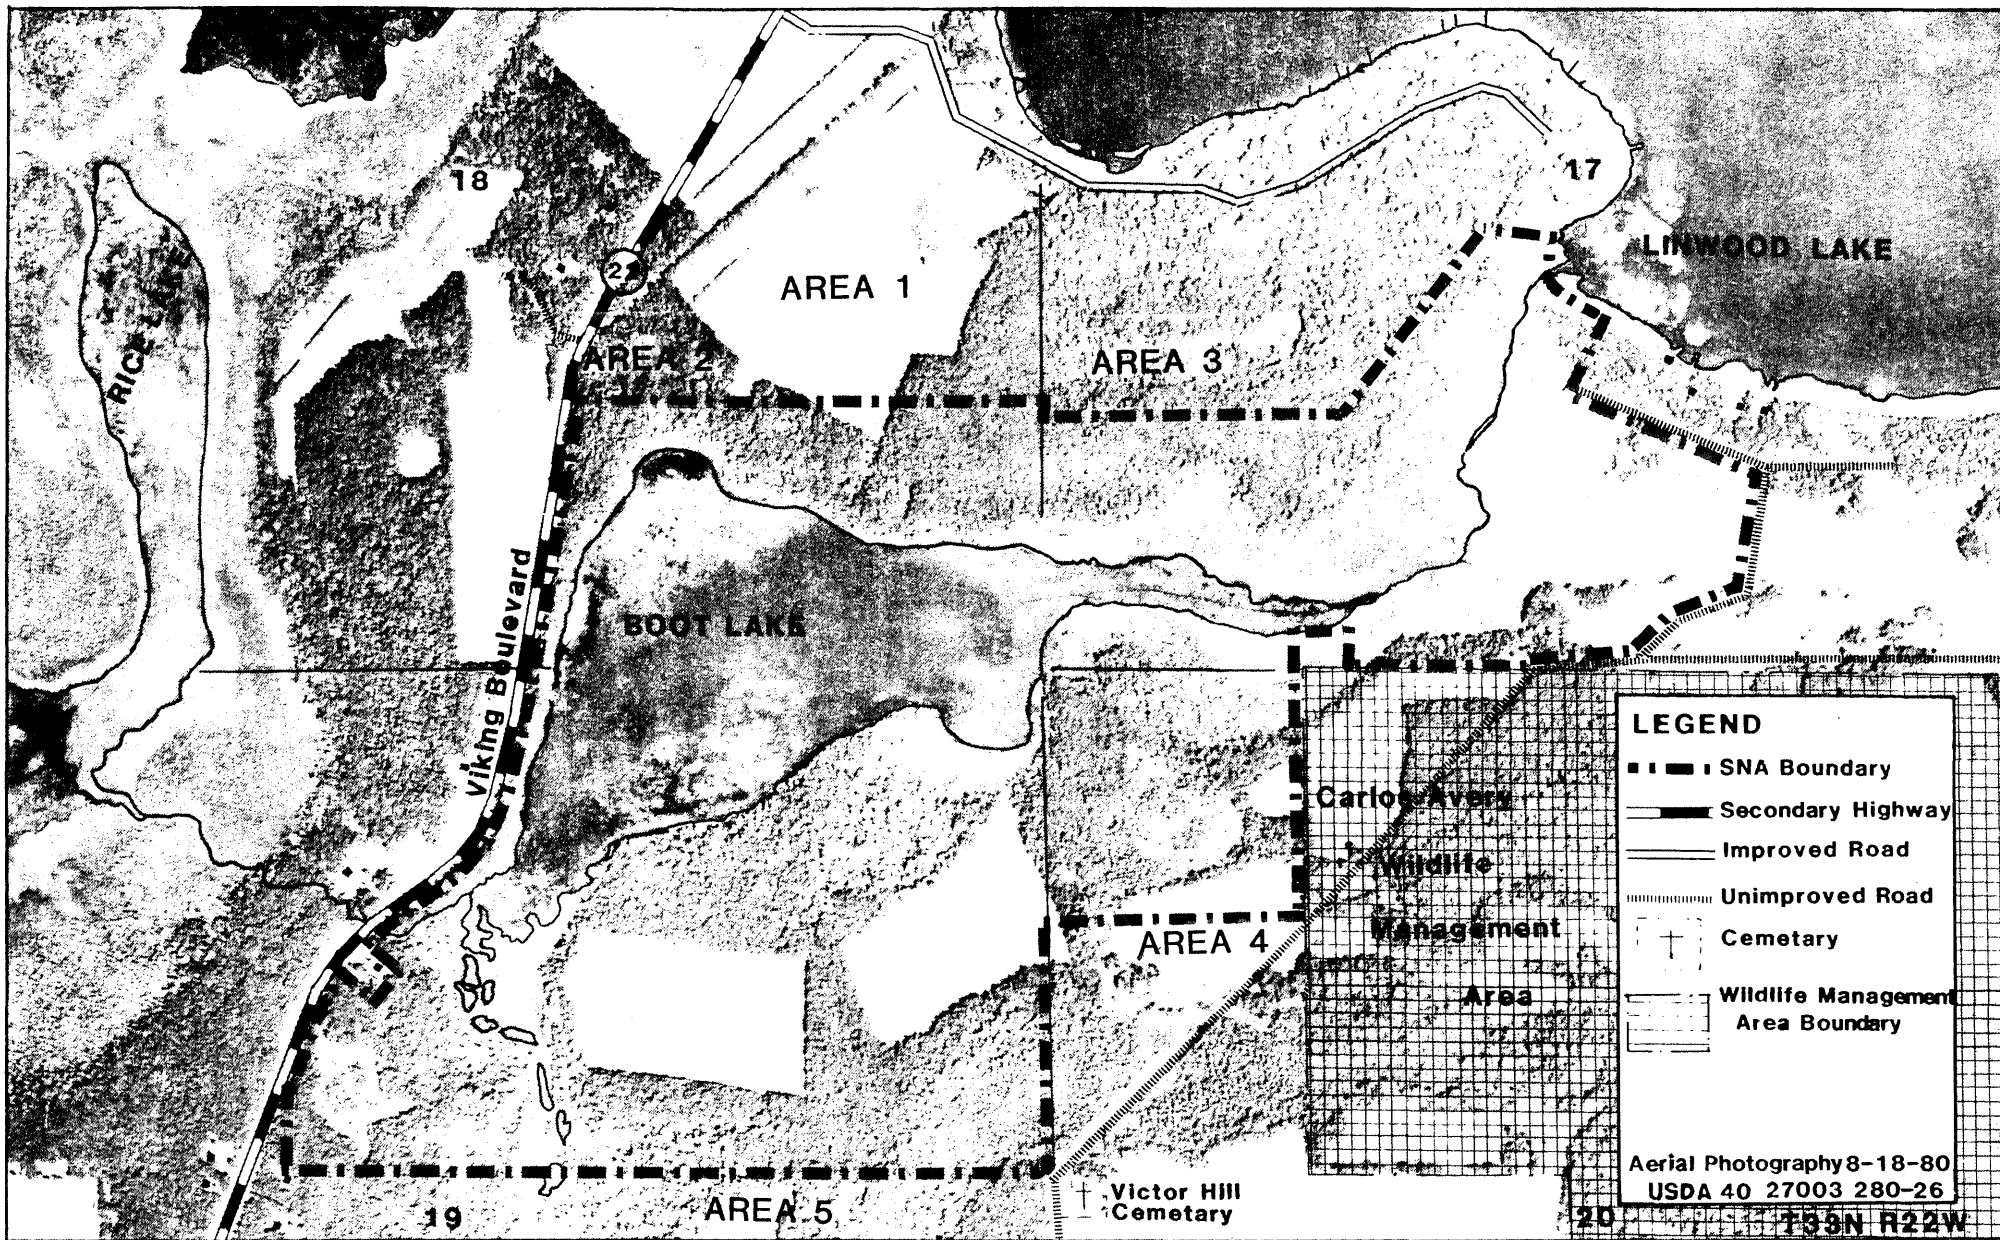 18
17
LINWOOD LAKE
22
AREA 1
RICE LAKE
AREA 2
AREA 3
Viking Boulevard
BOOT LAKE
LEGEND
SNA Boundary
Secondary Highway
Improved Road
Unimproved Road
Cemetary
Wildlife Management
Area Boundary
Aerial Photography 8-18-80
USDA 40 27003 280-26
Carlos Avery
Wildlife
Management
Area
AREA 4
Victor Hill
Cemetary
19
AREA 5
20
T33N R22W